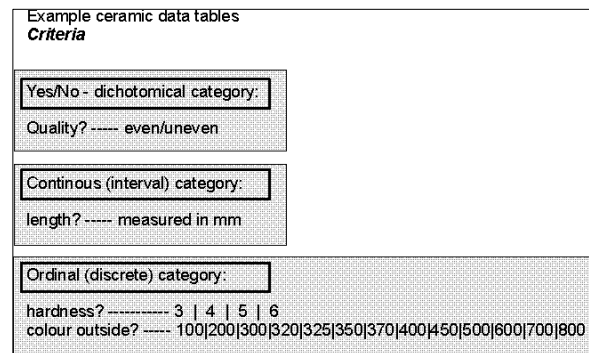 Example ceramic data tables
Criteria
Yes/No - dichotomical category:
Quality? ----- even/uneven
Continous (interval) category:
length? ----- measured in mm
Ordinal (discrete) category:
hardness? ----------- 3 | 4 | 5 | 6
colour outside? ----- 100|200|300|320|325|350|370|400|450|500|600|700|800